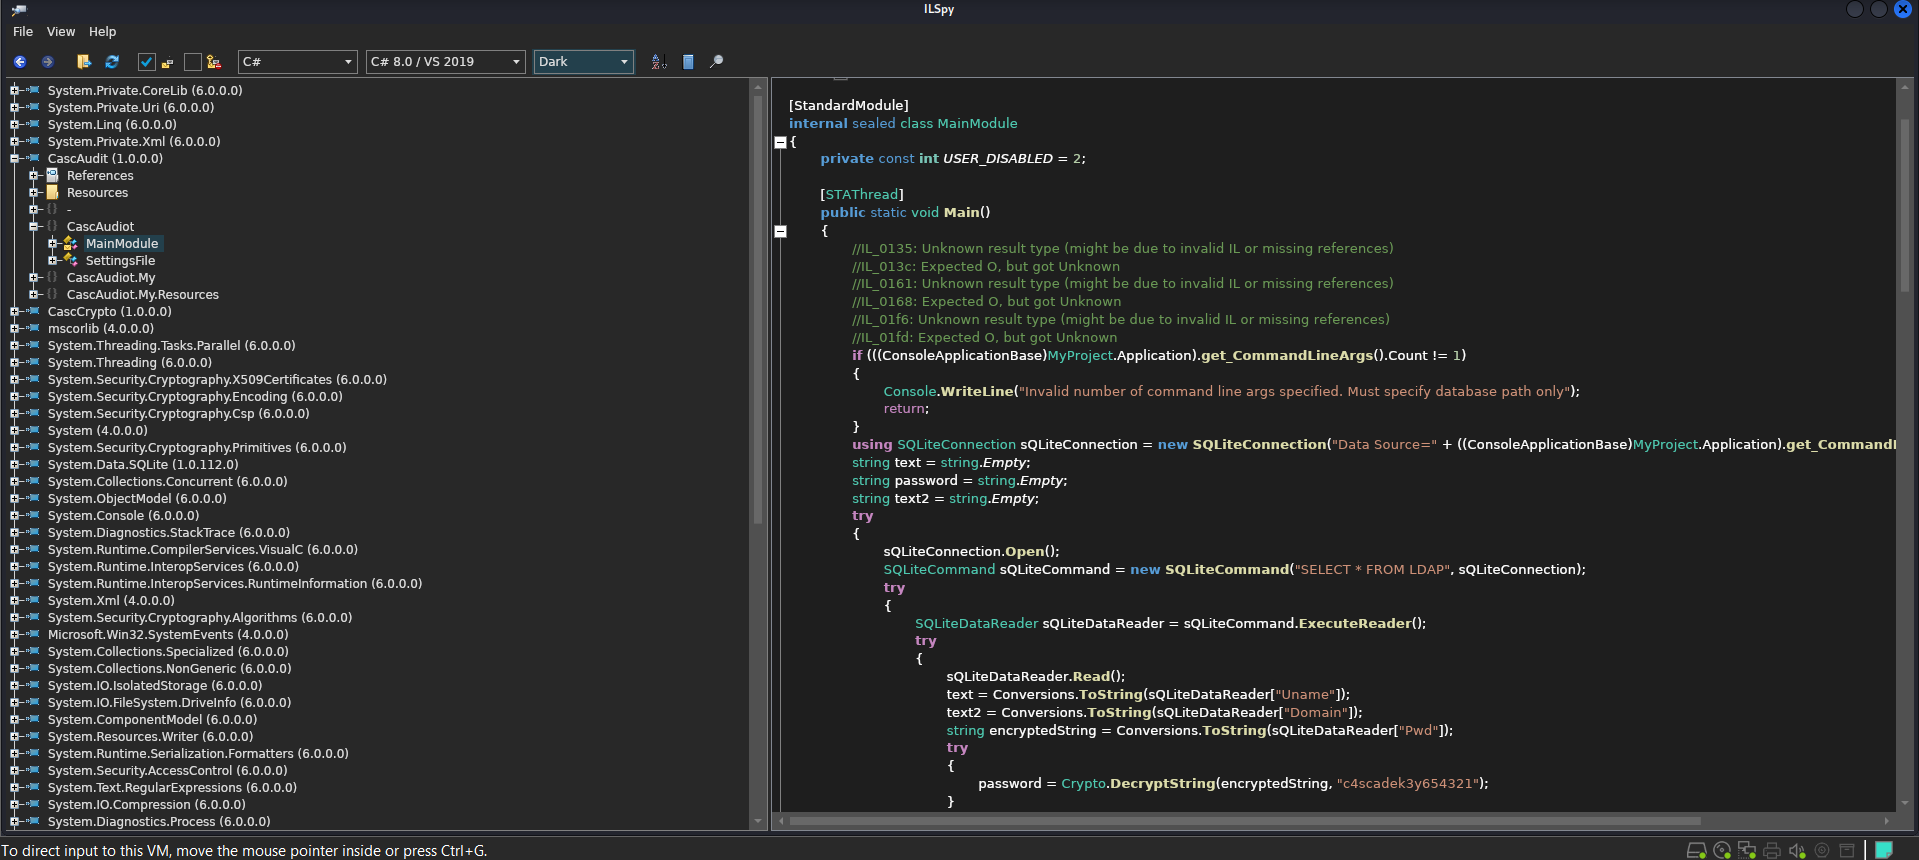 ILSpy
File View Help
C# C# 8.0 / VS 2019 Dark
System.Private.CoreLib (6.0.0.0)
System.Private.Uri (6.0.0.0)
System.Linq (6.0.0.0)
System.Private.Xml (6.0.0.0)
CascAudit (1.0.0.0)
References
Resources
-
CascAudiot
MainModule
SettingsFile
CascAudiot.My
CascAudiot.My.Resources
CascCrypto (1.0.0.0)
mscorlib (4.0.0.0)
System.Threading.Tasks.Parallel (6.0.0.0)
System.Threading (6.0.0.0)
System.Security.Cryptography.X509Certificates (6.0.0.0)
System.Security.Cryptography.Encoding (6.0.0.0)
System.Security.Cryptography.Csp (6.0.0.0)
System (4.0.0.0)
System.Security.Cryptography.Primitives (6.0.0.0)
System.Data.SQLite (1.0.112.0)
System.Collections.Concurrent (6.0.0.0)
System.ObjectModel (6.0.0.0)
System.Console (6.0.0.0)
System.Diagnostics.StackTrace (6.0.0.0)
System.Runtime.CompilerServices.VisualC (6.0.0.0)
System.Runtime.InteropServices (6.0.0.0)
System.Runtime.InteropServices.RuntimeInformation (6.0.0.0)
System.Xml (4.0.0.0)
System.Security.Cryptography.Algorithms (6.0.0.0)
Microsoft.Win32.SystemEvents (4.0.0.0)
System.Collections.Specialized (6.0.0.0)
System.Collections.NonGeneric (6.0.0.0)
System.IO.IsolatedStorage (6.0.0.0)
System.IO.FileSystem.DriveInfo (6.0.0.0)
System.ComponentModel (6.0.0.0)
System.Resources.Writer (6.0.0.0)
System.Runtime.Serialization.Formatters (6.0.0.0)
System.Security.AccessControl (6.0.0.0)
System.Text.RegularExpressions (6.0.0.0)
System.IO.Compression (6.0.0.0)
System.Diagnostics.Process (6.0.0.0)
[StandardModule]
internal sealed class MainModule
{
private const int USER_DISABLED = 2;
[STAThread]
public static void Main()
{
//IL_0135: Unknown result type (might be due to invalid IL or missing references)
//IL_013c: Expected O, but got Unknown
//IL_0161: Unknown result type (might be due to invalid IL or missing references)
//IL_0168: Expected O, but got Unknown
//IL_01f6: Unknown result type (might be due to invalid IL or missing references)
//IL_01fd: Expected O, but got Unknown
if (((ConsoleApplicationBase)MyProject.Application).get_CommandLineArgs().Count != 1)
{
Console.WriteLine("Invalid number of command line args specified. Must specify database path only");
return;
}
using SQLiteConnection sQLiteConnection = new SQLiteConnection("Data Source=" + ((ConsoleApplicationBase)MyProject.Application).get_Command
string text = string.Empty;
string password = string.Empty;
string text2 = string.Empty;
try
{
sQLiteConnection.Open();
SQLiteCommand sQLiteCommand = new SQLiteCommand("SELECT * FROM LDAP", sQLiteConnection);
try
{
SQLiteDataReader sQLiteDataReader = sQLiteCommand.ExecuteReader();
try
{
sQLiteDataReader.Read();
text = Conversions.ToString(sQLiteDataReader["Uname"]);
text2 = Conversions.ToString(sQLiteDataReader["Domain"]);
string encryptedString = Conversions.ToString(sQLiteDataReader["Pwd"]);
try
{
password = Crypto.DecryptString(encryptedString, "c4scadek3y654321");
}
To direct input to this VM, move the mouse pointer inside or press Ctrl+G.